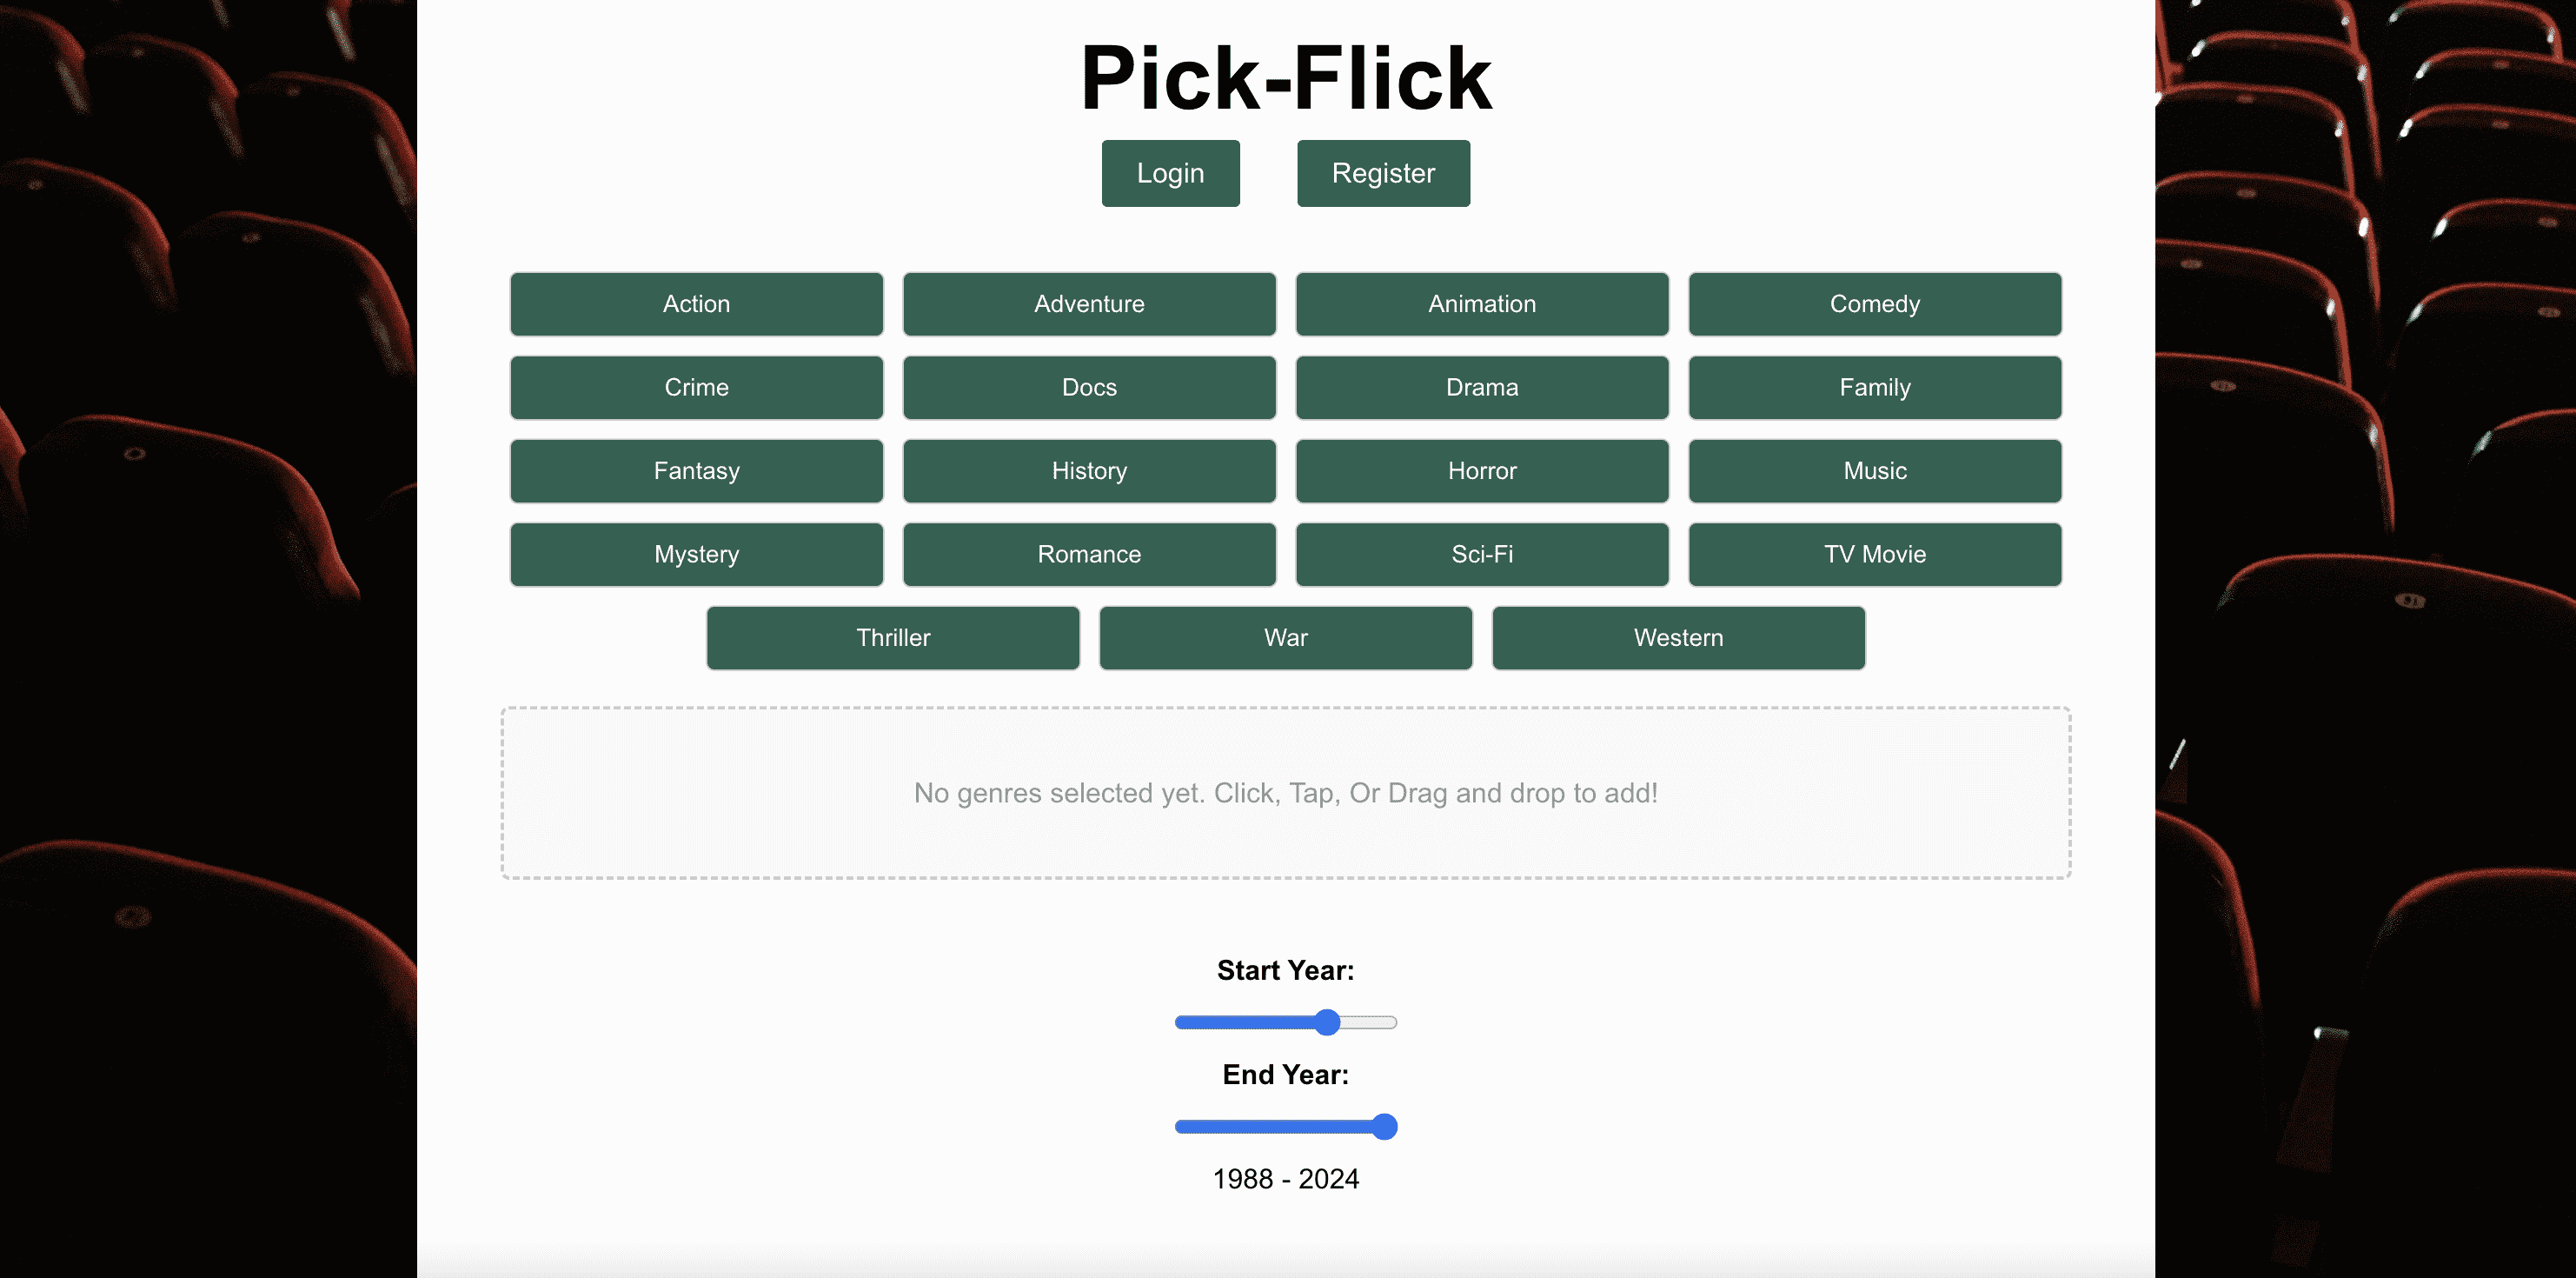 Pick-Flick
Login Register
Action Adventure Animation Comedy
Crime Docs Drama Family
Fantasy History Horror Music
Mystery Romance Sci-Fi TV Movie
Thriller War Western
No genres selected yet. Click, Tap, Or Drag and drop to add!
Start Year:
End Year:
1988 - 2024